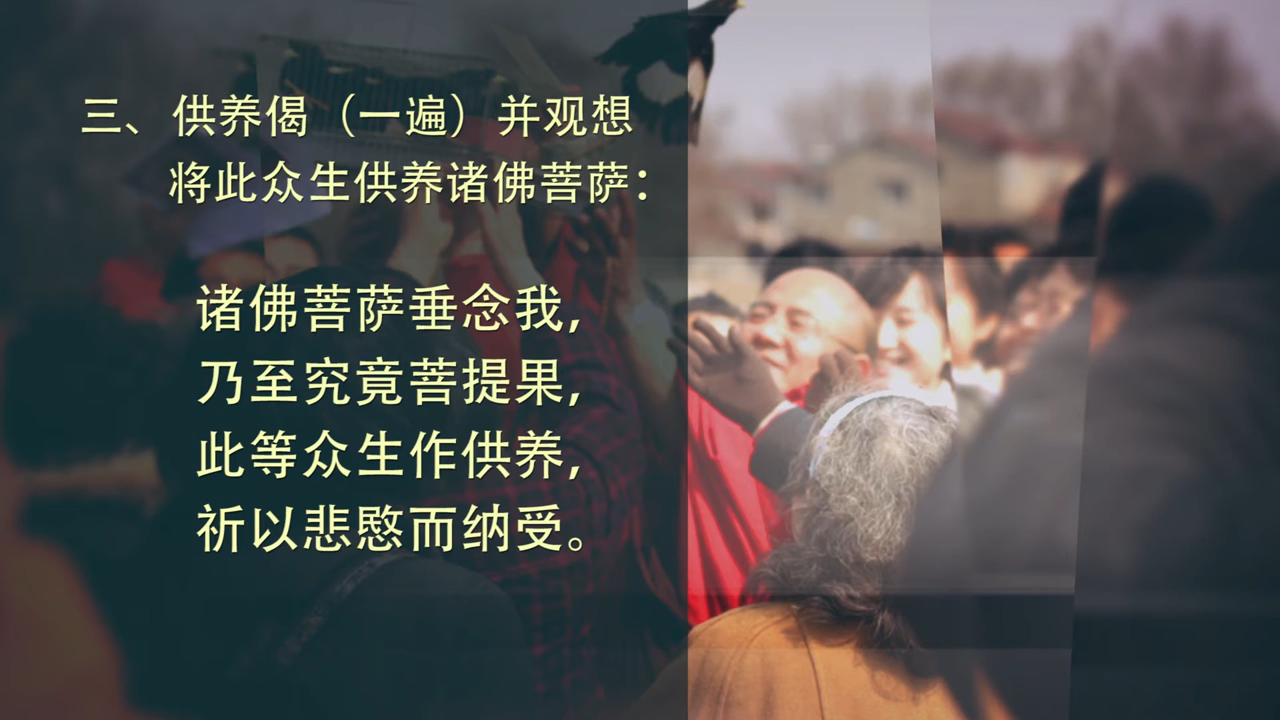 三、供养偈（一遍）并观想
将此众生供养诸佛菩萨：
诸佛菩萨垂念我，
乃至究竟菩提果，
此等众生作供养，
祈以悲愍而纳受。